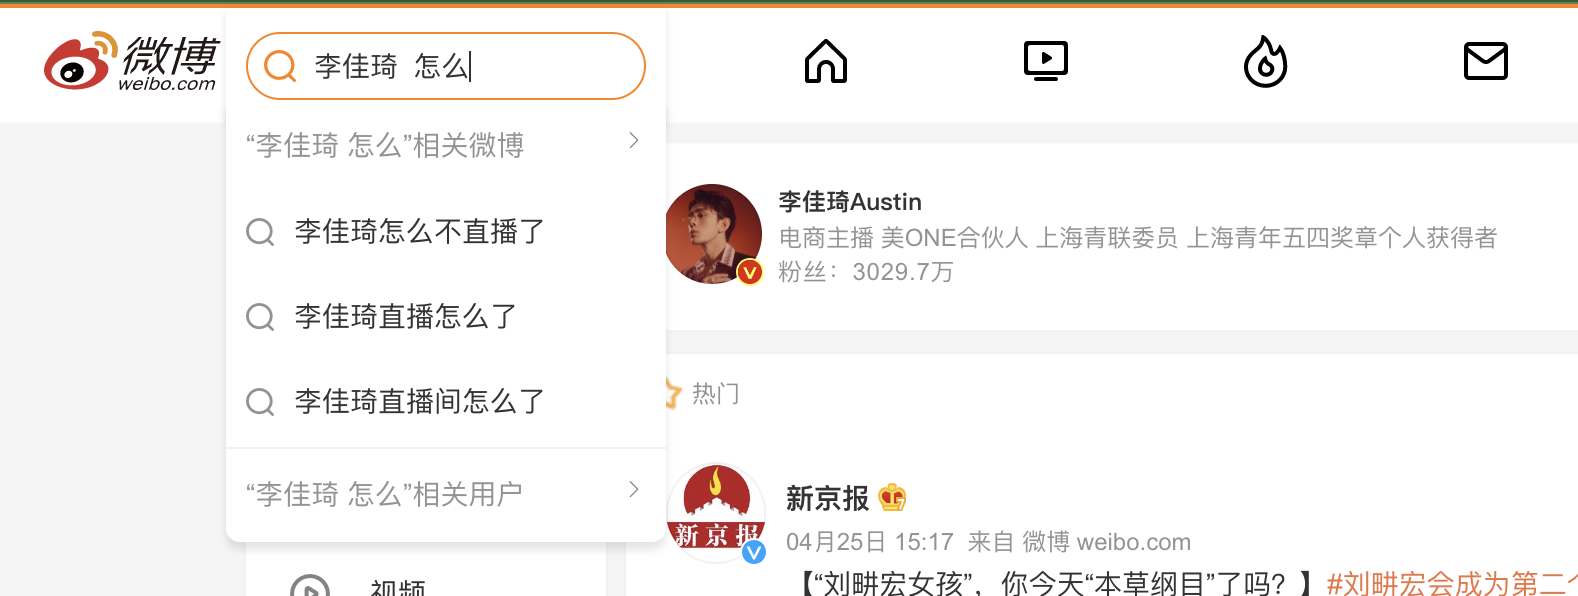 微博
weibo.com
李佳琦 怎么
“李佳琦 怎么”相关微博
李佳琦怎么不直播了
李佳琦直播怎么了
李佳琦直播间怎么了
“李佳琦 怎么”相关用户
视频
李佳琦Austin
电商主播 美ONE合伙人 上海青联委员 上海青年五四奖章个人获得者
粉丝：3029.7万
热门
新京报
新京报 7
04月25日 15:17 来自 微博 weibo.com
【“刘畊宏女孩”，你今天“本草纲目”了吗？】#刘畊宏会成为第二个